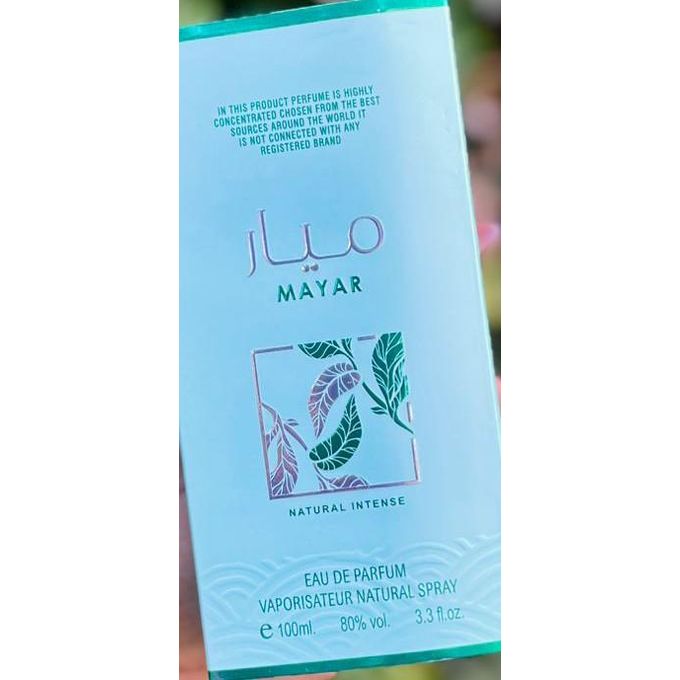 IN THIS PRODUCT PERFUME IS HIGHLY
CONCENTRATED CHOSEN FROM THE BEST
SOURCES AROUND THE WORLD IT
IS NOT CONNECTED WITH ANY
REGISTERED BRAND
ميار
MAYAR
NATURAL INTENSE
EAU DE PARFUM
VAPORISATEUR NATURAL SPRAY
e 100ml. 80% vol. 3.3 fl.oz.